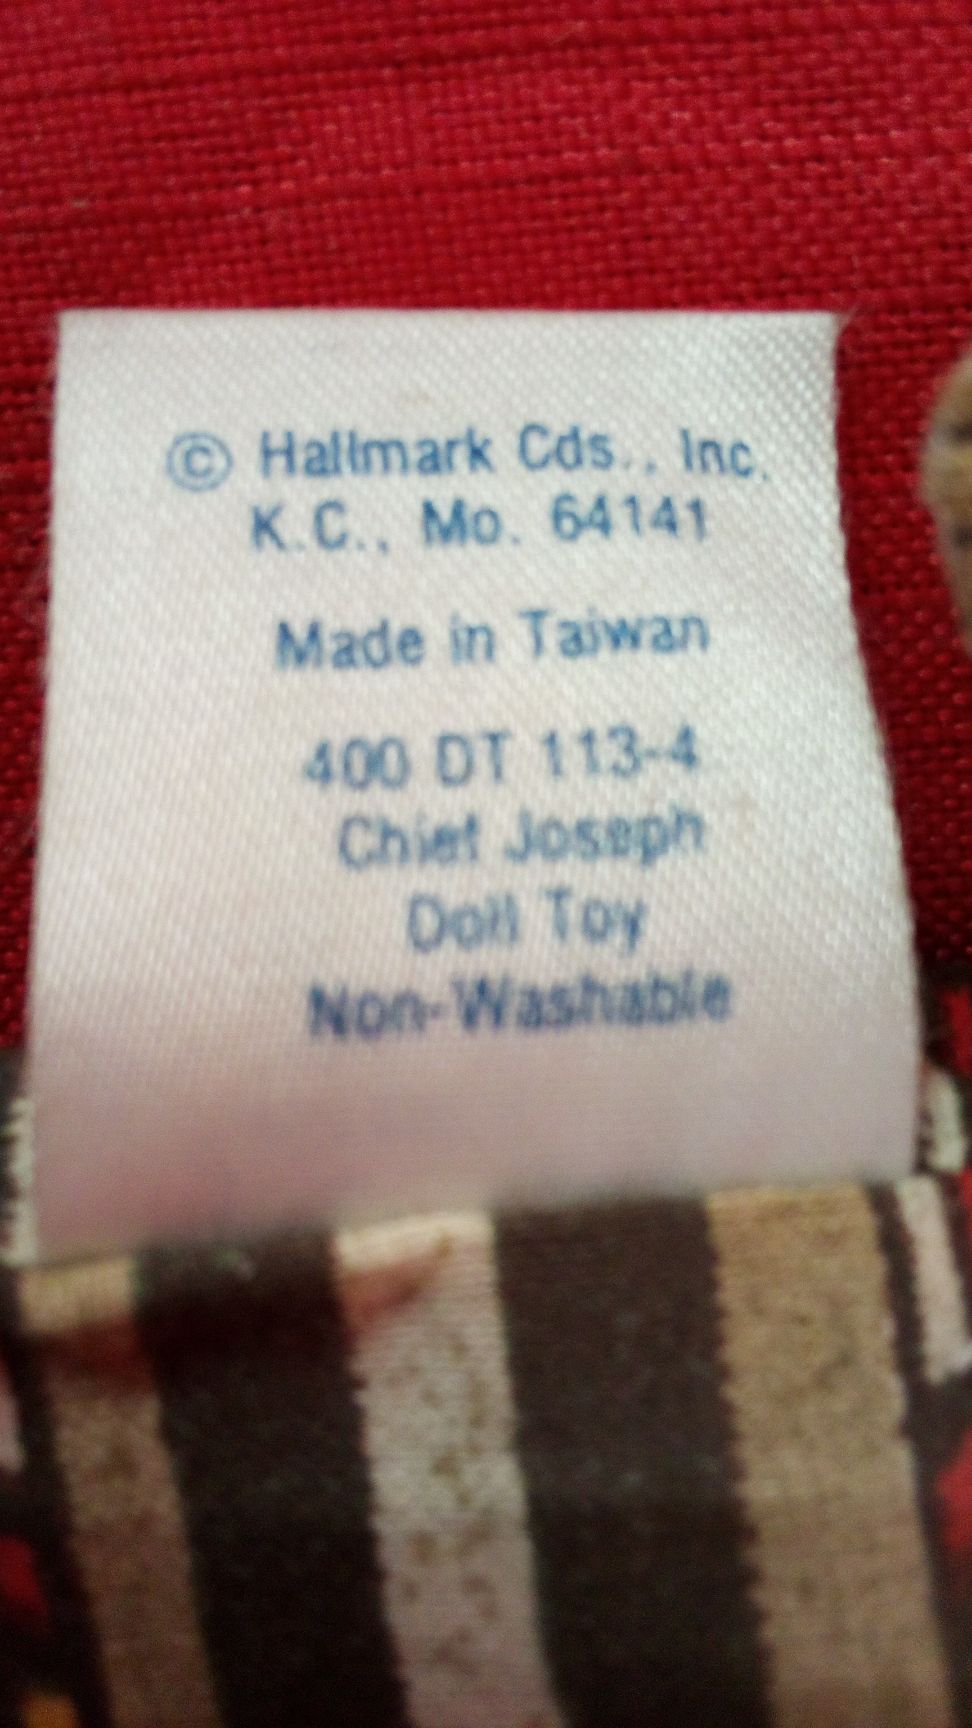 © Hallmark Cds., Inc.
K.C., Mo. 64141
Made in Taiwan
400 DT 113-4
Chief Joseph
Doll Toy
Non-Washable